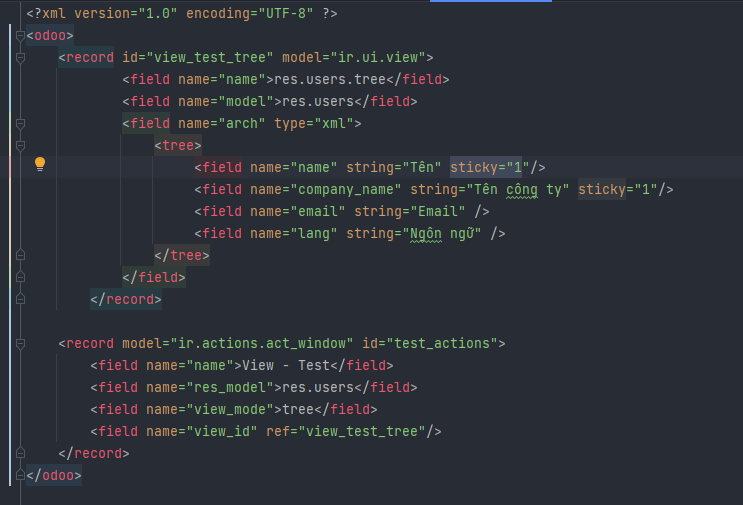 <?xml version="1.0" encoding="UTF-8" ?>
<odoo>
<record id="view_test_tree" model="ir.ui.view">
<field name="name">res.users.tree</field>
<field name="model">res.users</field>
<field name="arch" type="xml">
<tree>
<field name="name" string="Tên" sticky="1"/>
<field name="company_name" string="Tên công ty" sticky="1"/>
<field name="email" string="Email" />
<field name="lang" string="Ngôn ngữ" />
</tree>
</field>
</record>
<record model="ir.actions.act_window" id="test_actions">
<field name="name">View - Test</field>
<field name="res_model">res.users</field>
<field name="view_mode">tree</field>
<field name="view_id" ref="view_test_tree"/>
</record>
</odoo>